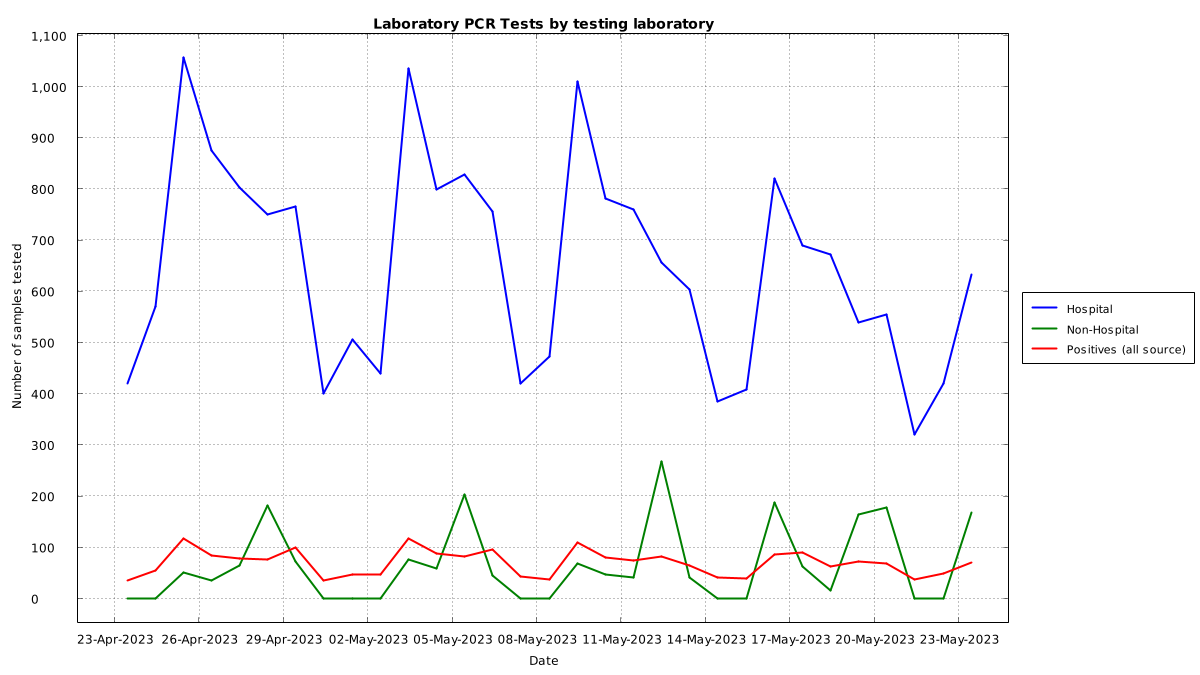 Laboratory PCR Tests by testing laboratory
1,100
1,000
900
800
700
600
500
400
300
200
100
0
Number of samples tested
23-Apr-2023 26-Apr-2023 29-Apr-2023 02-May-2023 05-May-2023 08-May-2023 11-May-2023 14-May-2023 17-May-2023 20-May-2023 23-May-2023
Date
Hospital
Non-Hospital
Positives (all source)